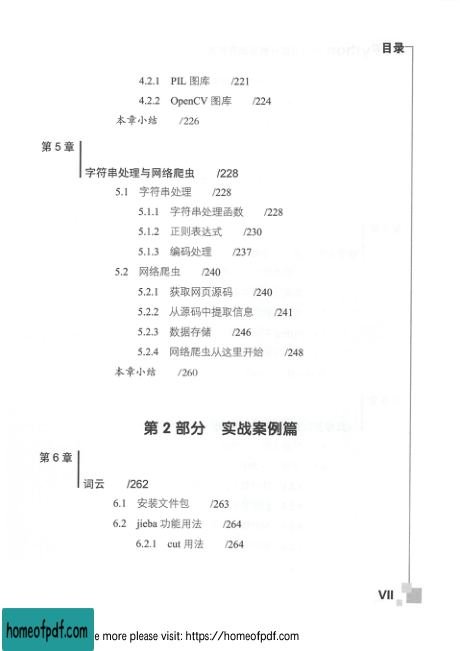 目录
4.2.1 PIL 图库 /221
4.2.2 OpenCV 图库 /224
本章小结 /226
第 5 章
字符串处理与网络爬虫 /228
5.1 字符串处理 /228
5.1.1 字符串处理函数 /228
5.1.2 正则表达式 /230
5.1.3 编码处理 /237
5.2 网络爬虫 /240
5.2.1 获取网页源码 /240
5.2.2 从源码中提取信息 /241
5.2.3 数据存储 /246
5.2.4 网络爬虫从这里开始 /248
本章小结 /260
第 2 部分 实战案例篇
第 6 章
词云 /262
6.1 安装文件包 /263
6.2 jieba 功能用法 /264
6.2.1 cut 用法 /264
VII
homeofpdf.com
e more please visit: https://homeofpdf.com